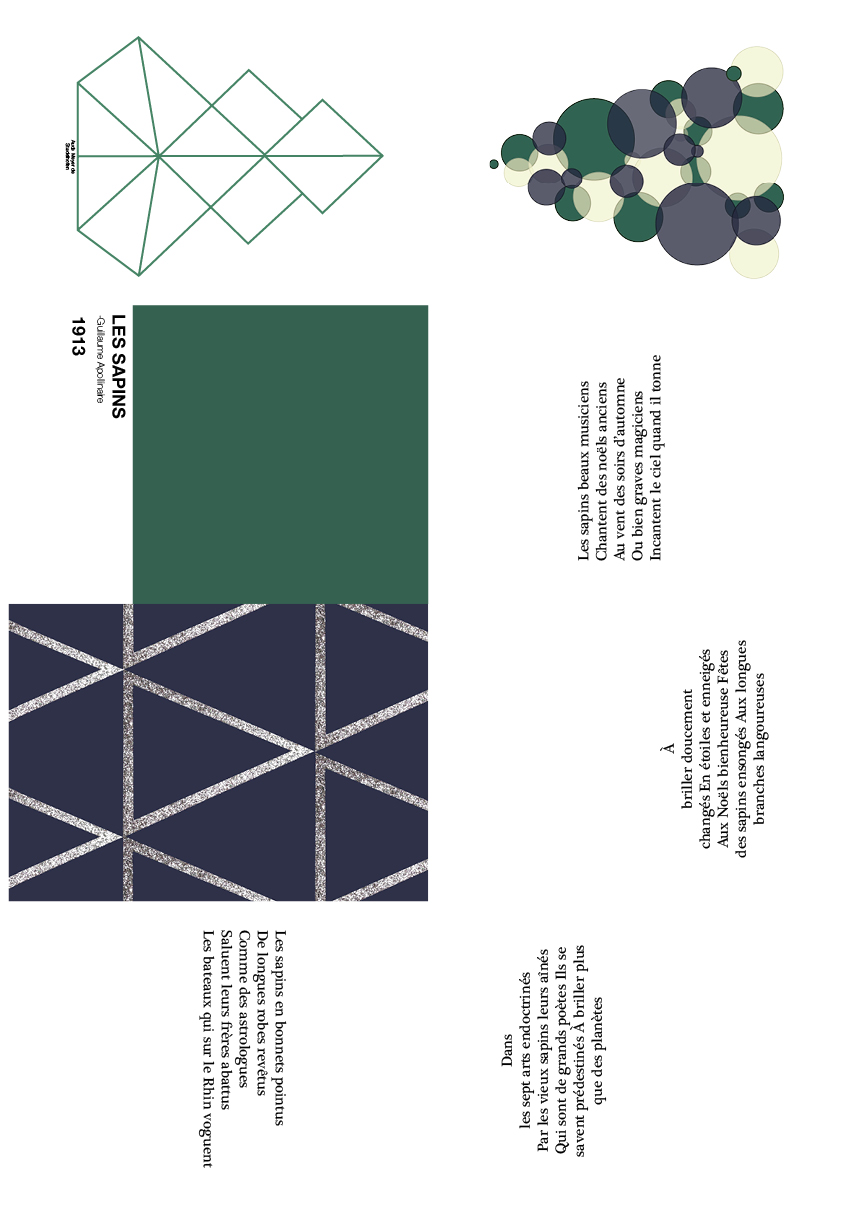 Aude Meyer de
Stadelhofen
LES SAPINS
-Guillaume Apollinaire
1913
Les sapins en bonnets pointus
De longues robes revêtus
Comme des astrologues
Saluent leurs frères abattus
Les bateaux qui sur le Rhin voguent
Dans
les sept arts endoctrinés
Par les vieux sapins leurs aînés
Qui sont de grands poètes Ils se
savent prédestinés À briller plus
que des planètes
À
briller doucement
changés En étoiles et enneigés
Aux Noëls bienheureuse Fêtes
des sapins ensongés Aux longues
branches langoureuses
Les sapins beaux musiciens
Chantent des noëls anciens
Au vent des soirs d'automne
Ou bien graves magiciens
Incantent le ciel quand il tonne